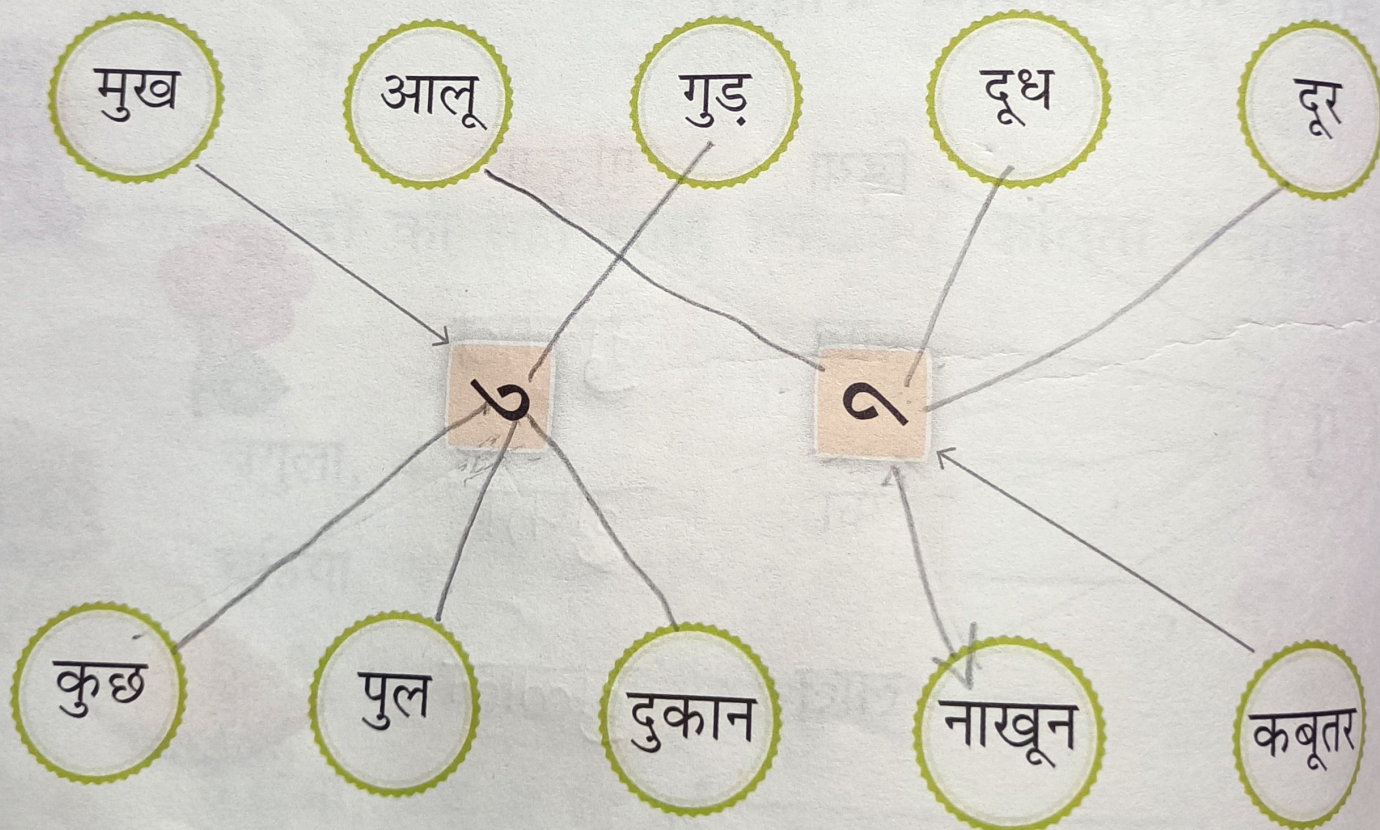 मुख आलू गुड़ दूध दूर
ु ू
कुछ पुल दुकान नाखून कबूतर